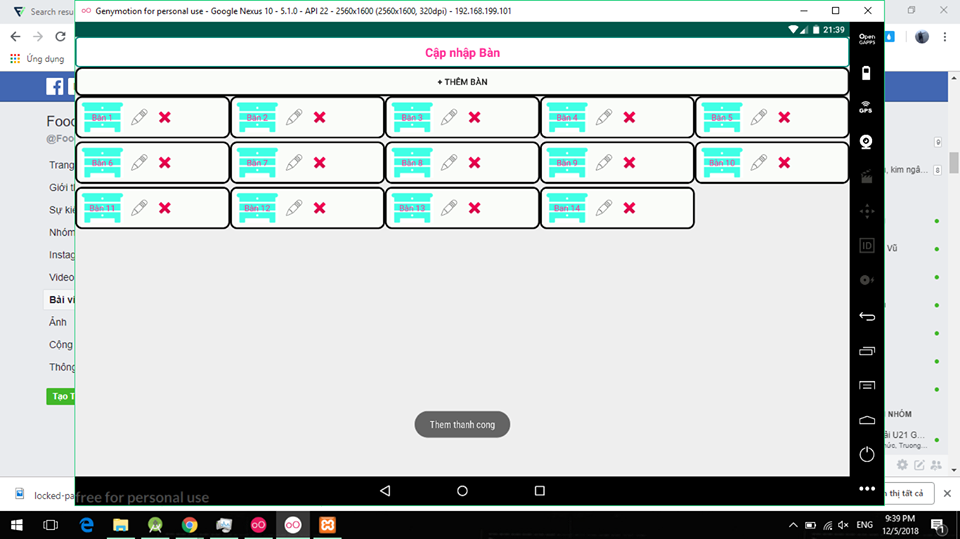 Search resu
Genymotion for personal use - Google Nexus 10 - 5.1.0 - API 22 - 2560x1600 (2560x1600, 320dpi) - 192.168.199.101
21:39
Open
GAPPS
Cập nhập Bàn
Ứng dụng
+ THÊM BÀN
GPS
Bàn 1
Bàn 2
Bàn 3
Bàn 4
Bàn 5
Bàn 6
Bàn 7
Bàn 8
Bàn 9
Bàn 10
Bàn 11
Bàn 12
Bàn 13
Bàn 14
Food
@Foo
Trang
Giới th
Sự kiệ
Nhóm
Instag
Video
Bài vi
Ảnh
Cộng
Thông
Tạo T
, kim ngâ...
8
ID
Vũ
NHÓM
ải U21 G...
Them thanh cong
locked-pa
free for personal use
n thị tất cả
ENG
9:39 PM
12/5/2018
1